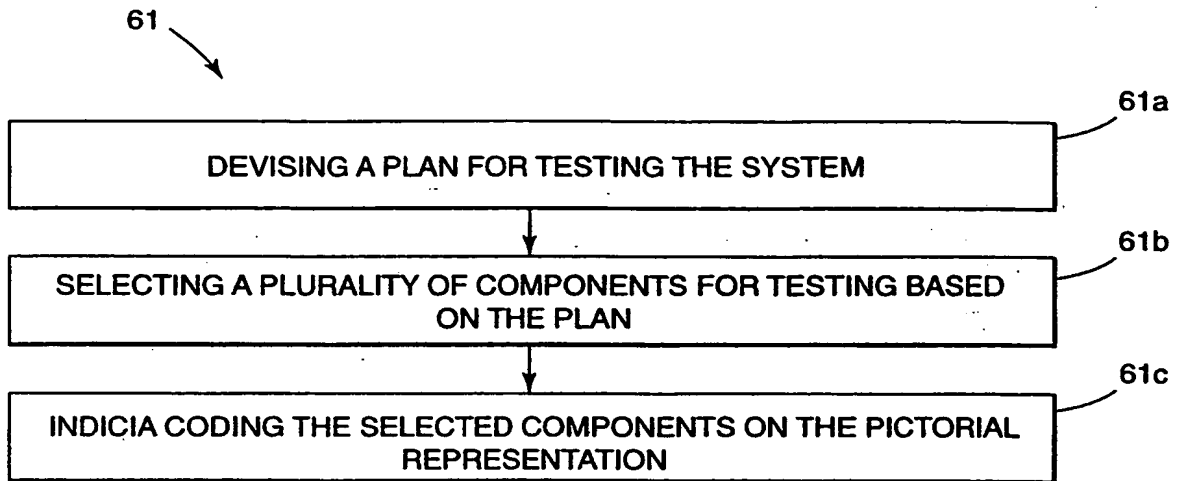 61
61a
DEVISING A PLAN FOR TESTING THE SYSTEM
61b
SELECTING A PLURALITY OF COMPONENTS FOR TESTING BASED
ON THE PLAN
61c
INDICIA CODING THE SELECTED COMPONENTS ON THE PICTORIAL
REPRESENTATION